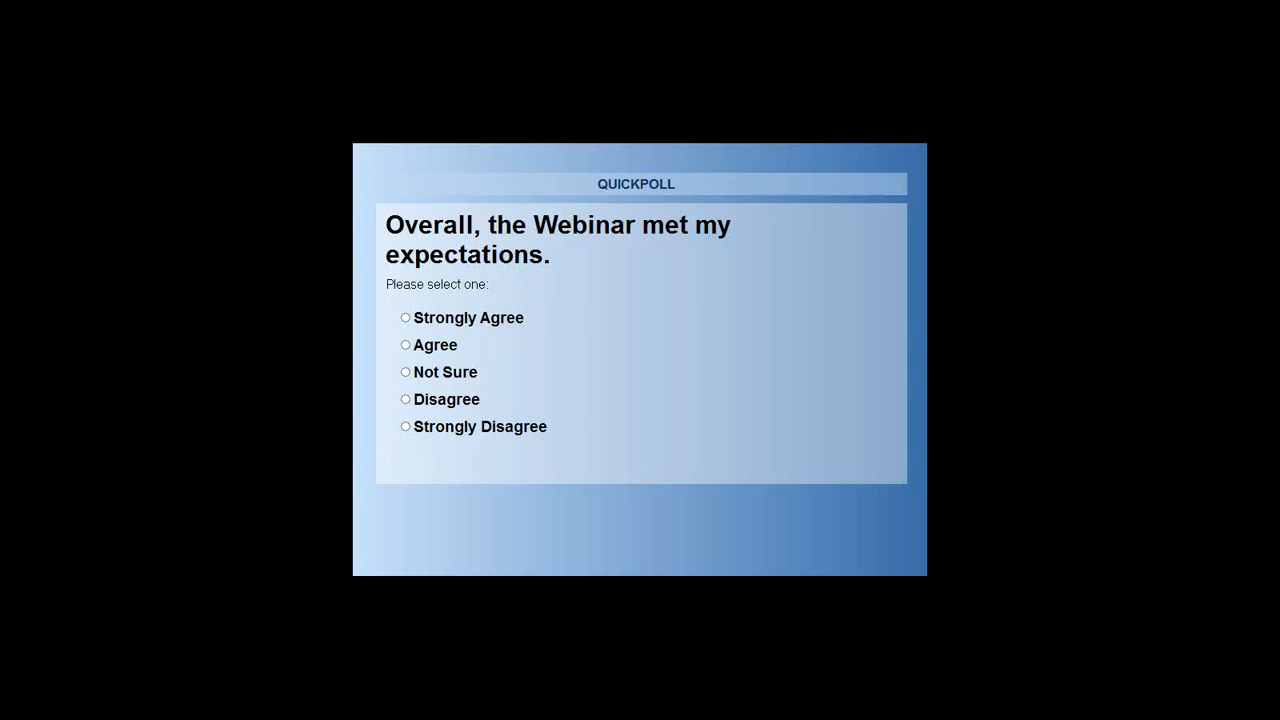 QUICKPOLL
Overall, the Webinar met my
expectations.
Please select one:
Strongly Agree
Agree
Not Sure
Disagree
Strongly Disagree